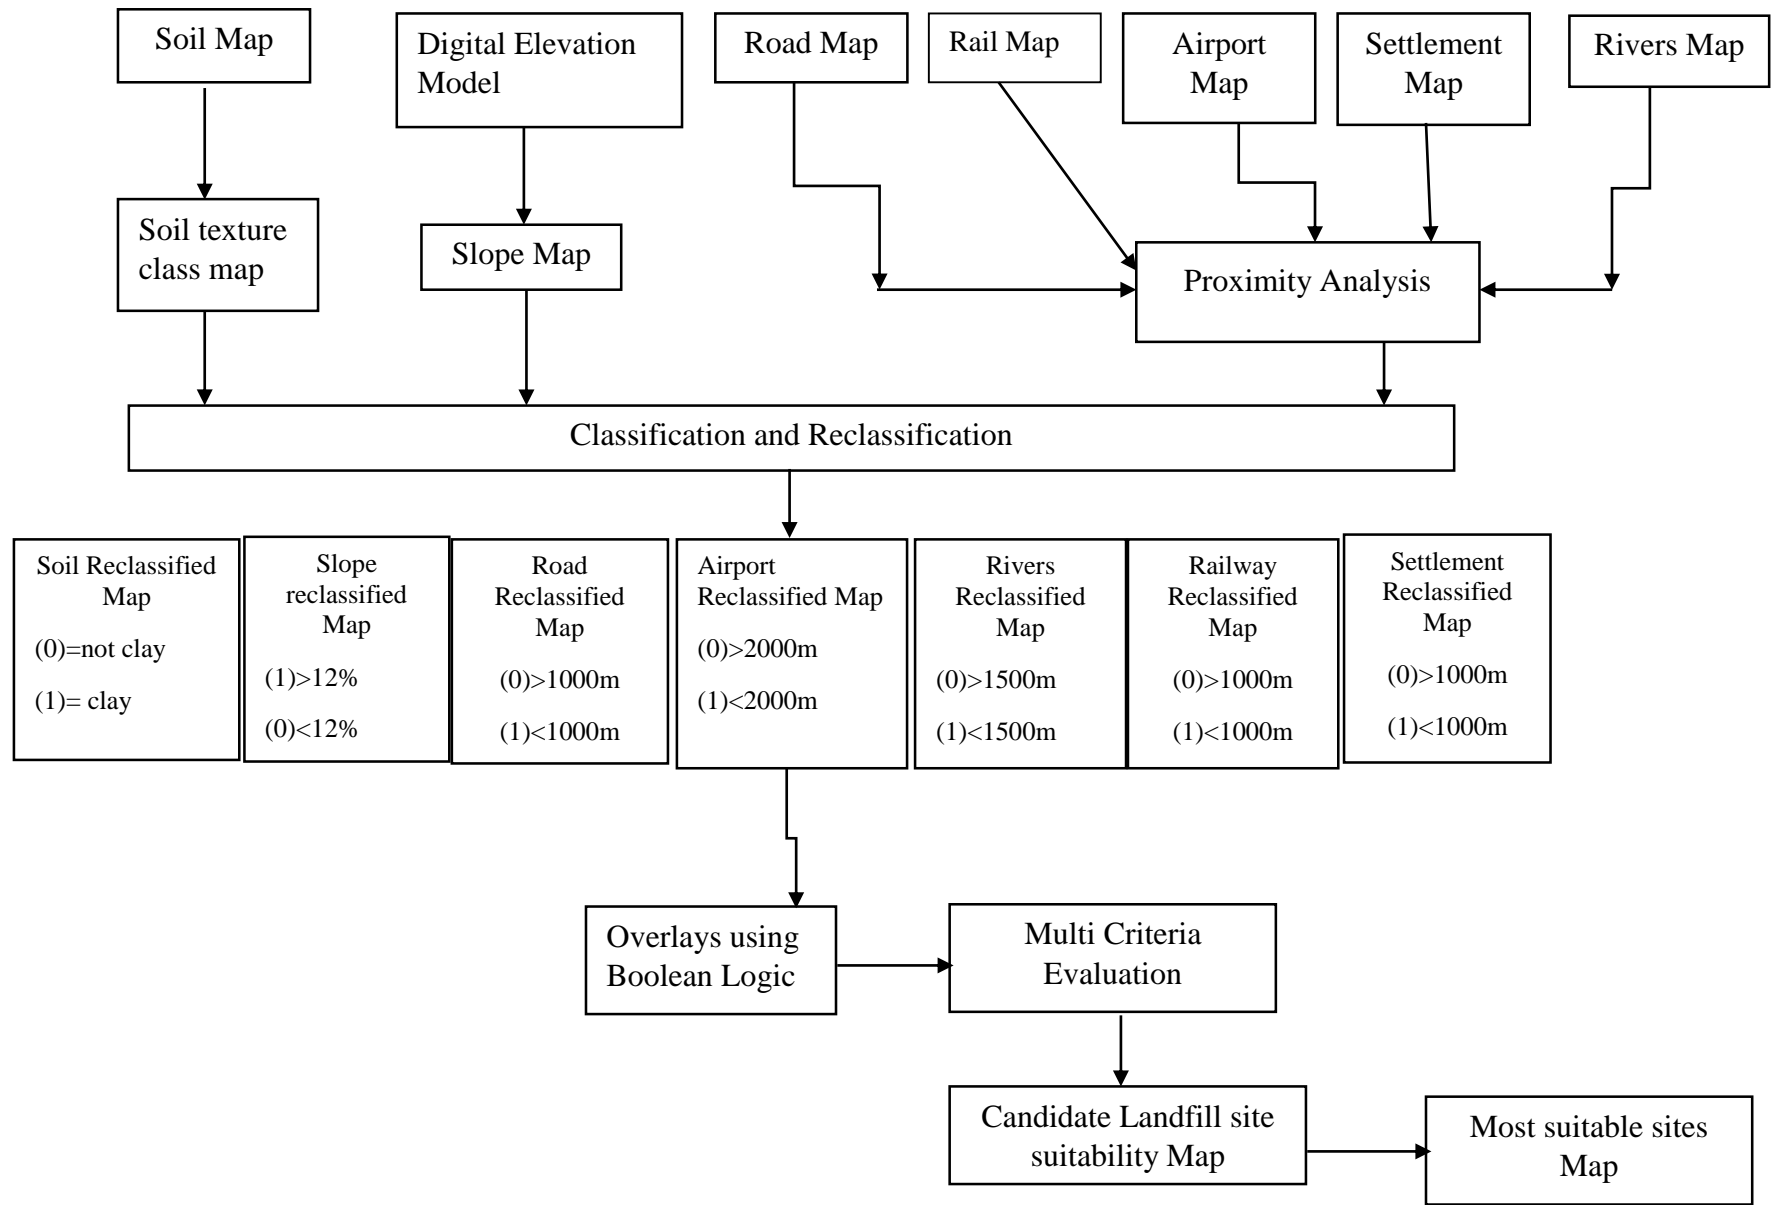 Soil Map
Digital Elevation
Model
Road Map
Rail Map
Airport
Map
Settlement
Map
Rivers Map
Soil texture
class map
Slope Map
Proximity Analysis
Classification and Reclassification
Soil Reclassified
Map
(0)=not clay
(1)= clay
Slope
reclassified
Map
(1)>12%
(0)<12%
Road
Reclassified
Map
(0)>1000m
(1)<1000m
Airport
Reclassified Map
(0)>2000m
(1)<2000m
Rivers
Reclassified
Map
(0)>1500m
(1)<1500m
Railway
Reclassified
Map
(0)>1000m
(1)<1000m
Settlement
Reclassified
Map
(0)>1000m
(1)<1000m
Overlays using
Boolean Logic
Multi Criteria
Evaluation
Candidate Landfill site
suitability Map
Most suitable sites
Map